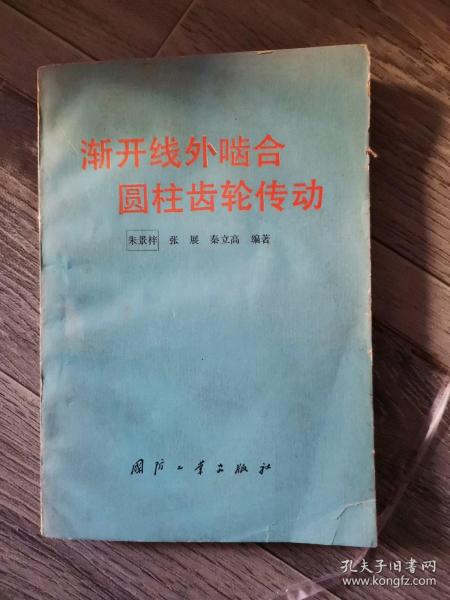 渐开线外啮合
圆柱齿轮传动
朱景梓 张 展 秦立高 编著
国防工业出版社
孔夫子旧书网
www.kongfz.com